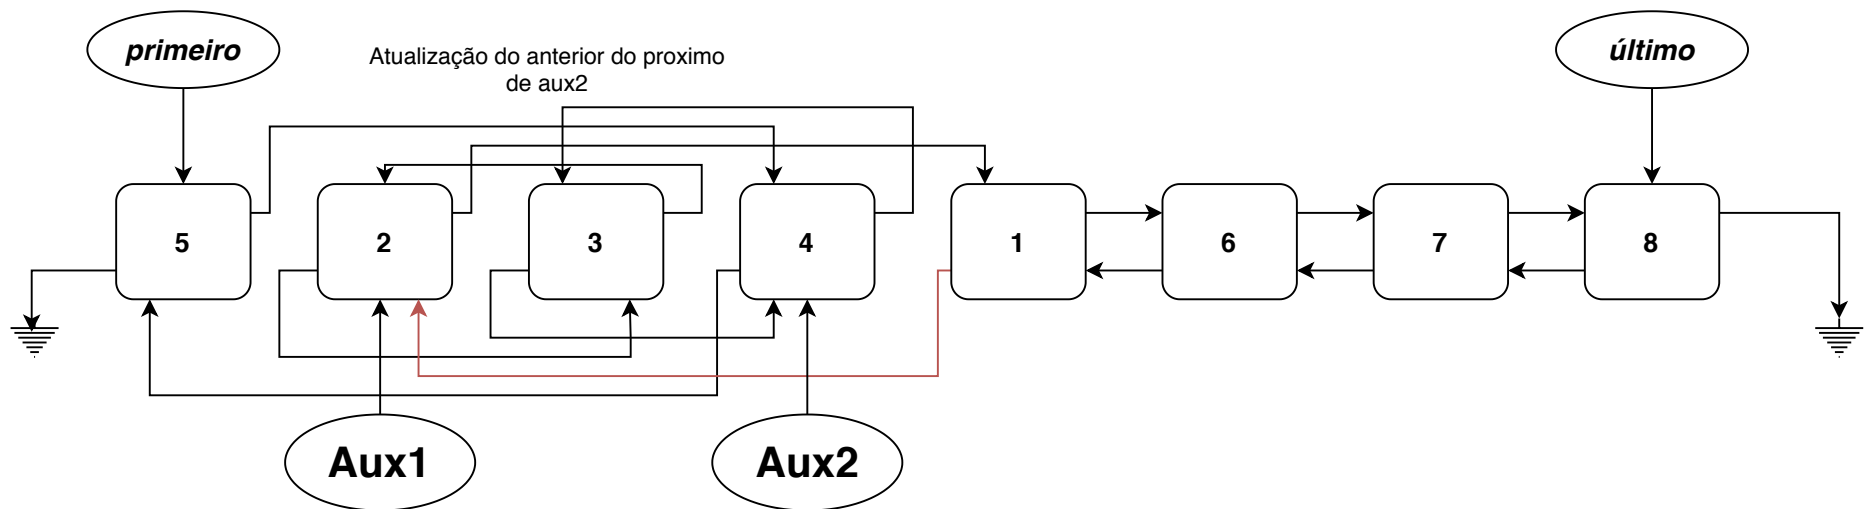 primeiro
último
Atualização do anterior do proximo
de aux2
5
2
3
4
1
6
7
8
Aux1
Aux2